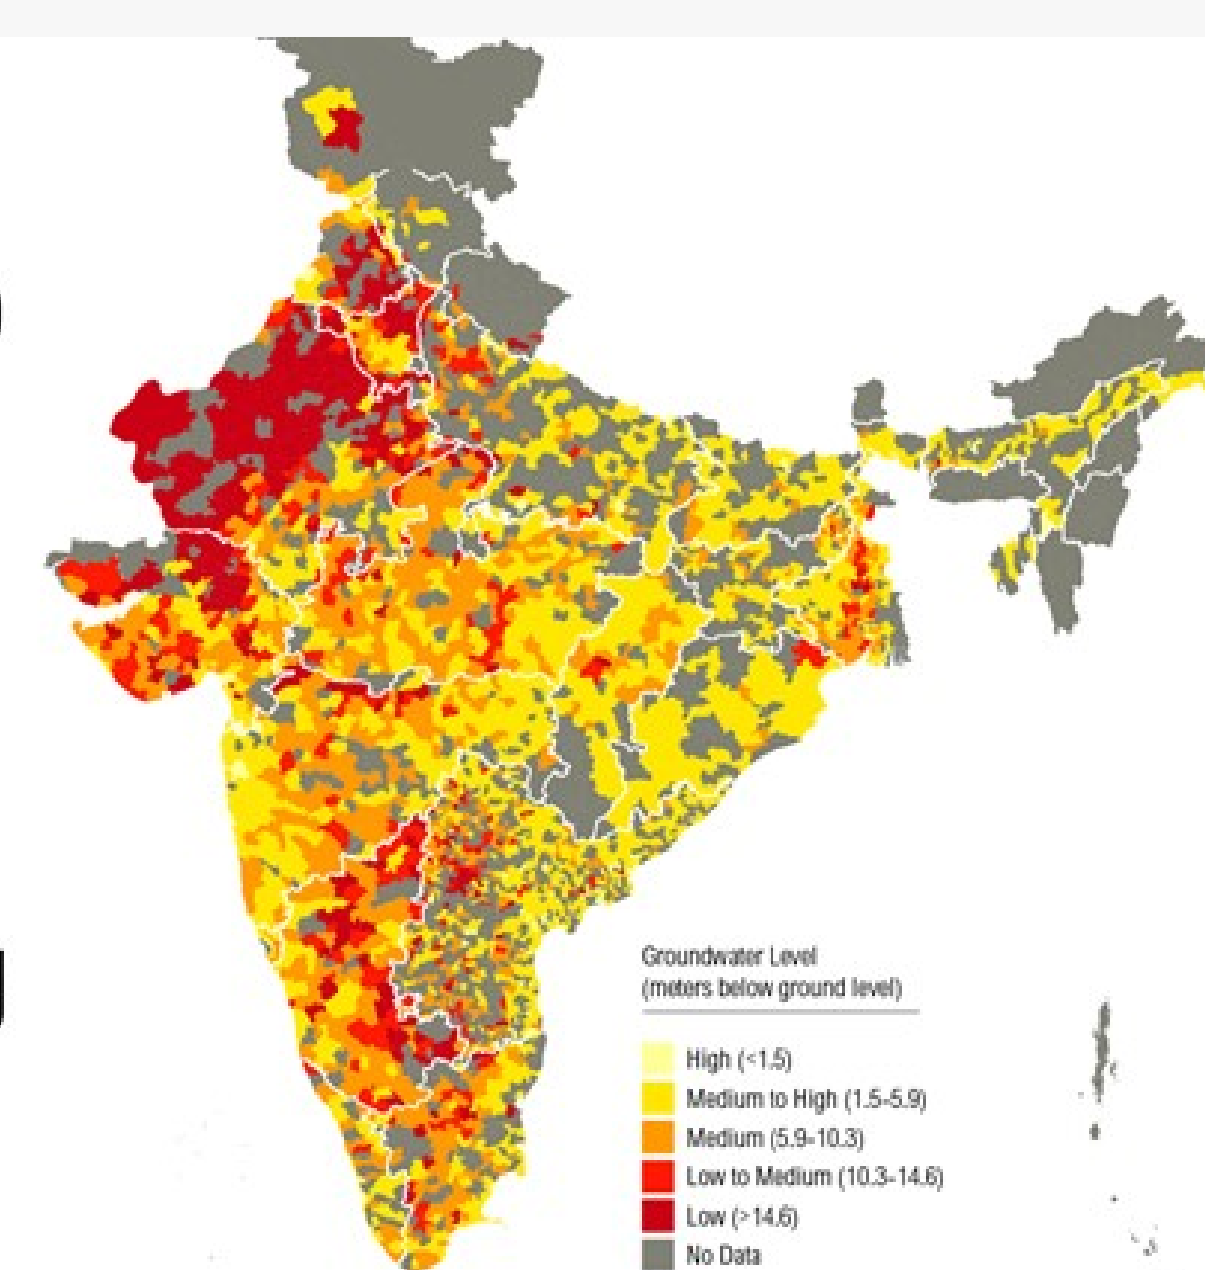 Groundwater Level
(meters below ground level)
High (<1.5)
Medium to High (1.5-5.9)
Medium (5.9-10.3)
Low to Medium (10.3-14.6)
Low (>14.6)
No Data